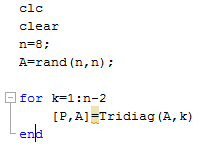 clc
clear
n=8;
A=rand(n,n);
for k=1:n-2
[P,A]=Tridiag(A,k)
end